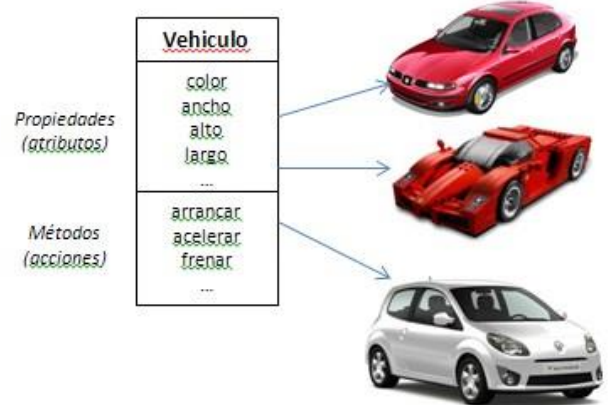 Vehiculo
Propiedades
(atributos)
color
ancho
alto
largo
...
Métodos
(acciones)
arrancar
acelerar
frenar
...